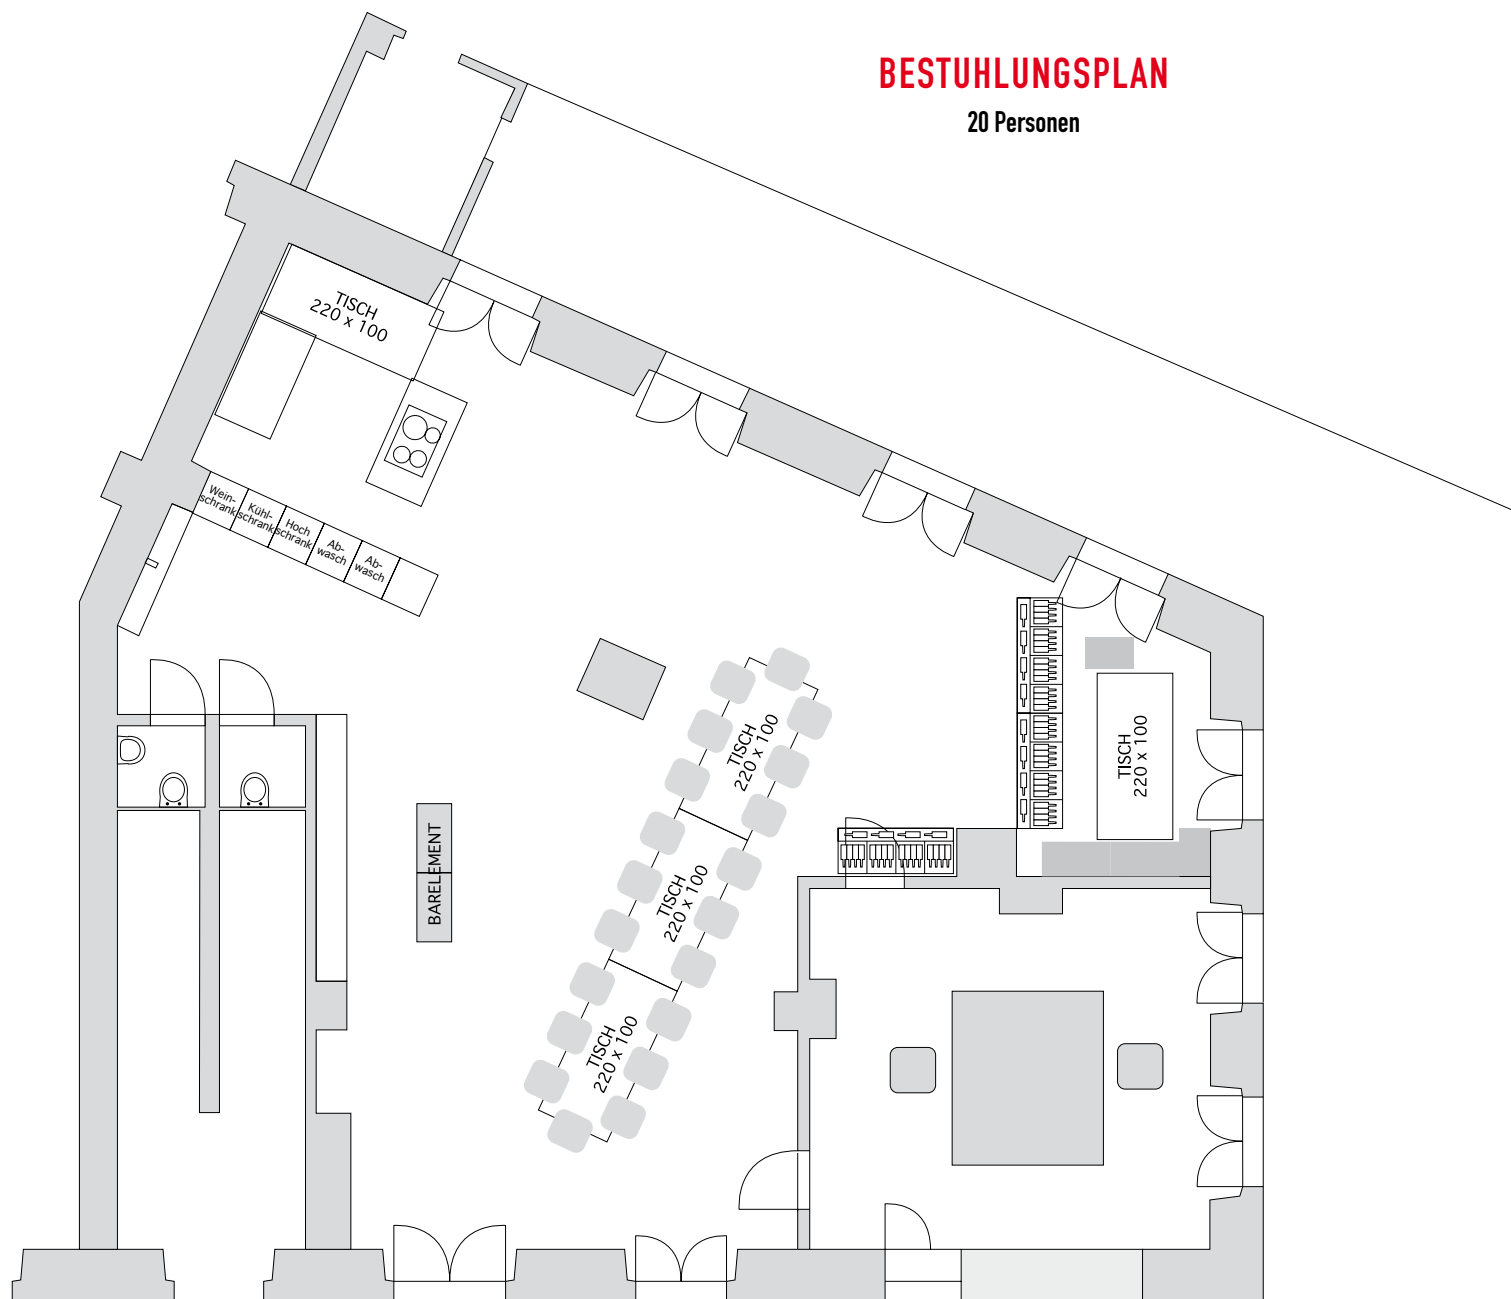 BESTUHLUNGSPLAN
20 Personen
TISCH
220 x 100
Wein-
schrank
Kühl-
schrank
Hoch
schrank
Ab-
wasch
Ab-
wasch
TISCH
220 x 100
TISCH
220 x 100
BARELEMENT
TISCH
220 x 100
TISCH
220 x 100